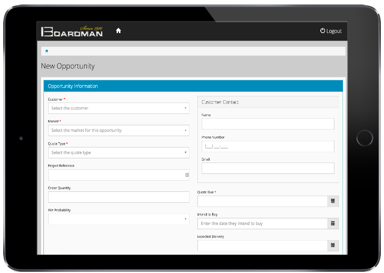 Since 1933
BOARDMAN
Logout
New Opportunity
Opportunity Information
Customer *
Select the customer
Market *
Select the market for this opportunity
Quote Type *
Select the quote type
Project Reference
Order Quantity
Win Probability
Customer Contact
Name
Phone Number
(___) ___-____
Email
Quote Due *
Intend to Buy
Enter the date they intend to buy
Expected Delivery